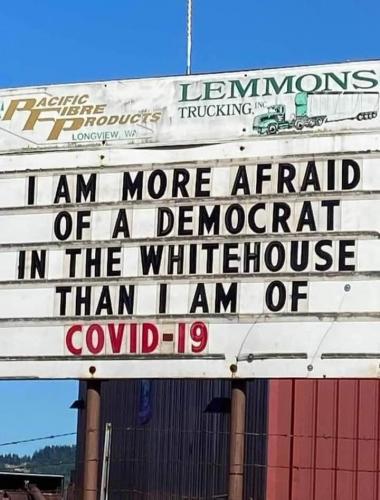 PACIFIC
FIBRE
PRODUCTS
LONGVIEW, WA
LEMMONS
TRUCKING, INC.
I AM MORE AFRAID
OF A DEMOCRAT
IN THE WHITEHOUSE
THAN I AM OF
COVID-19